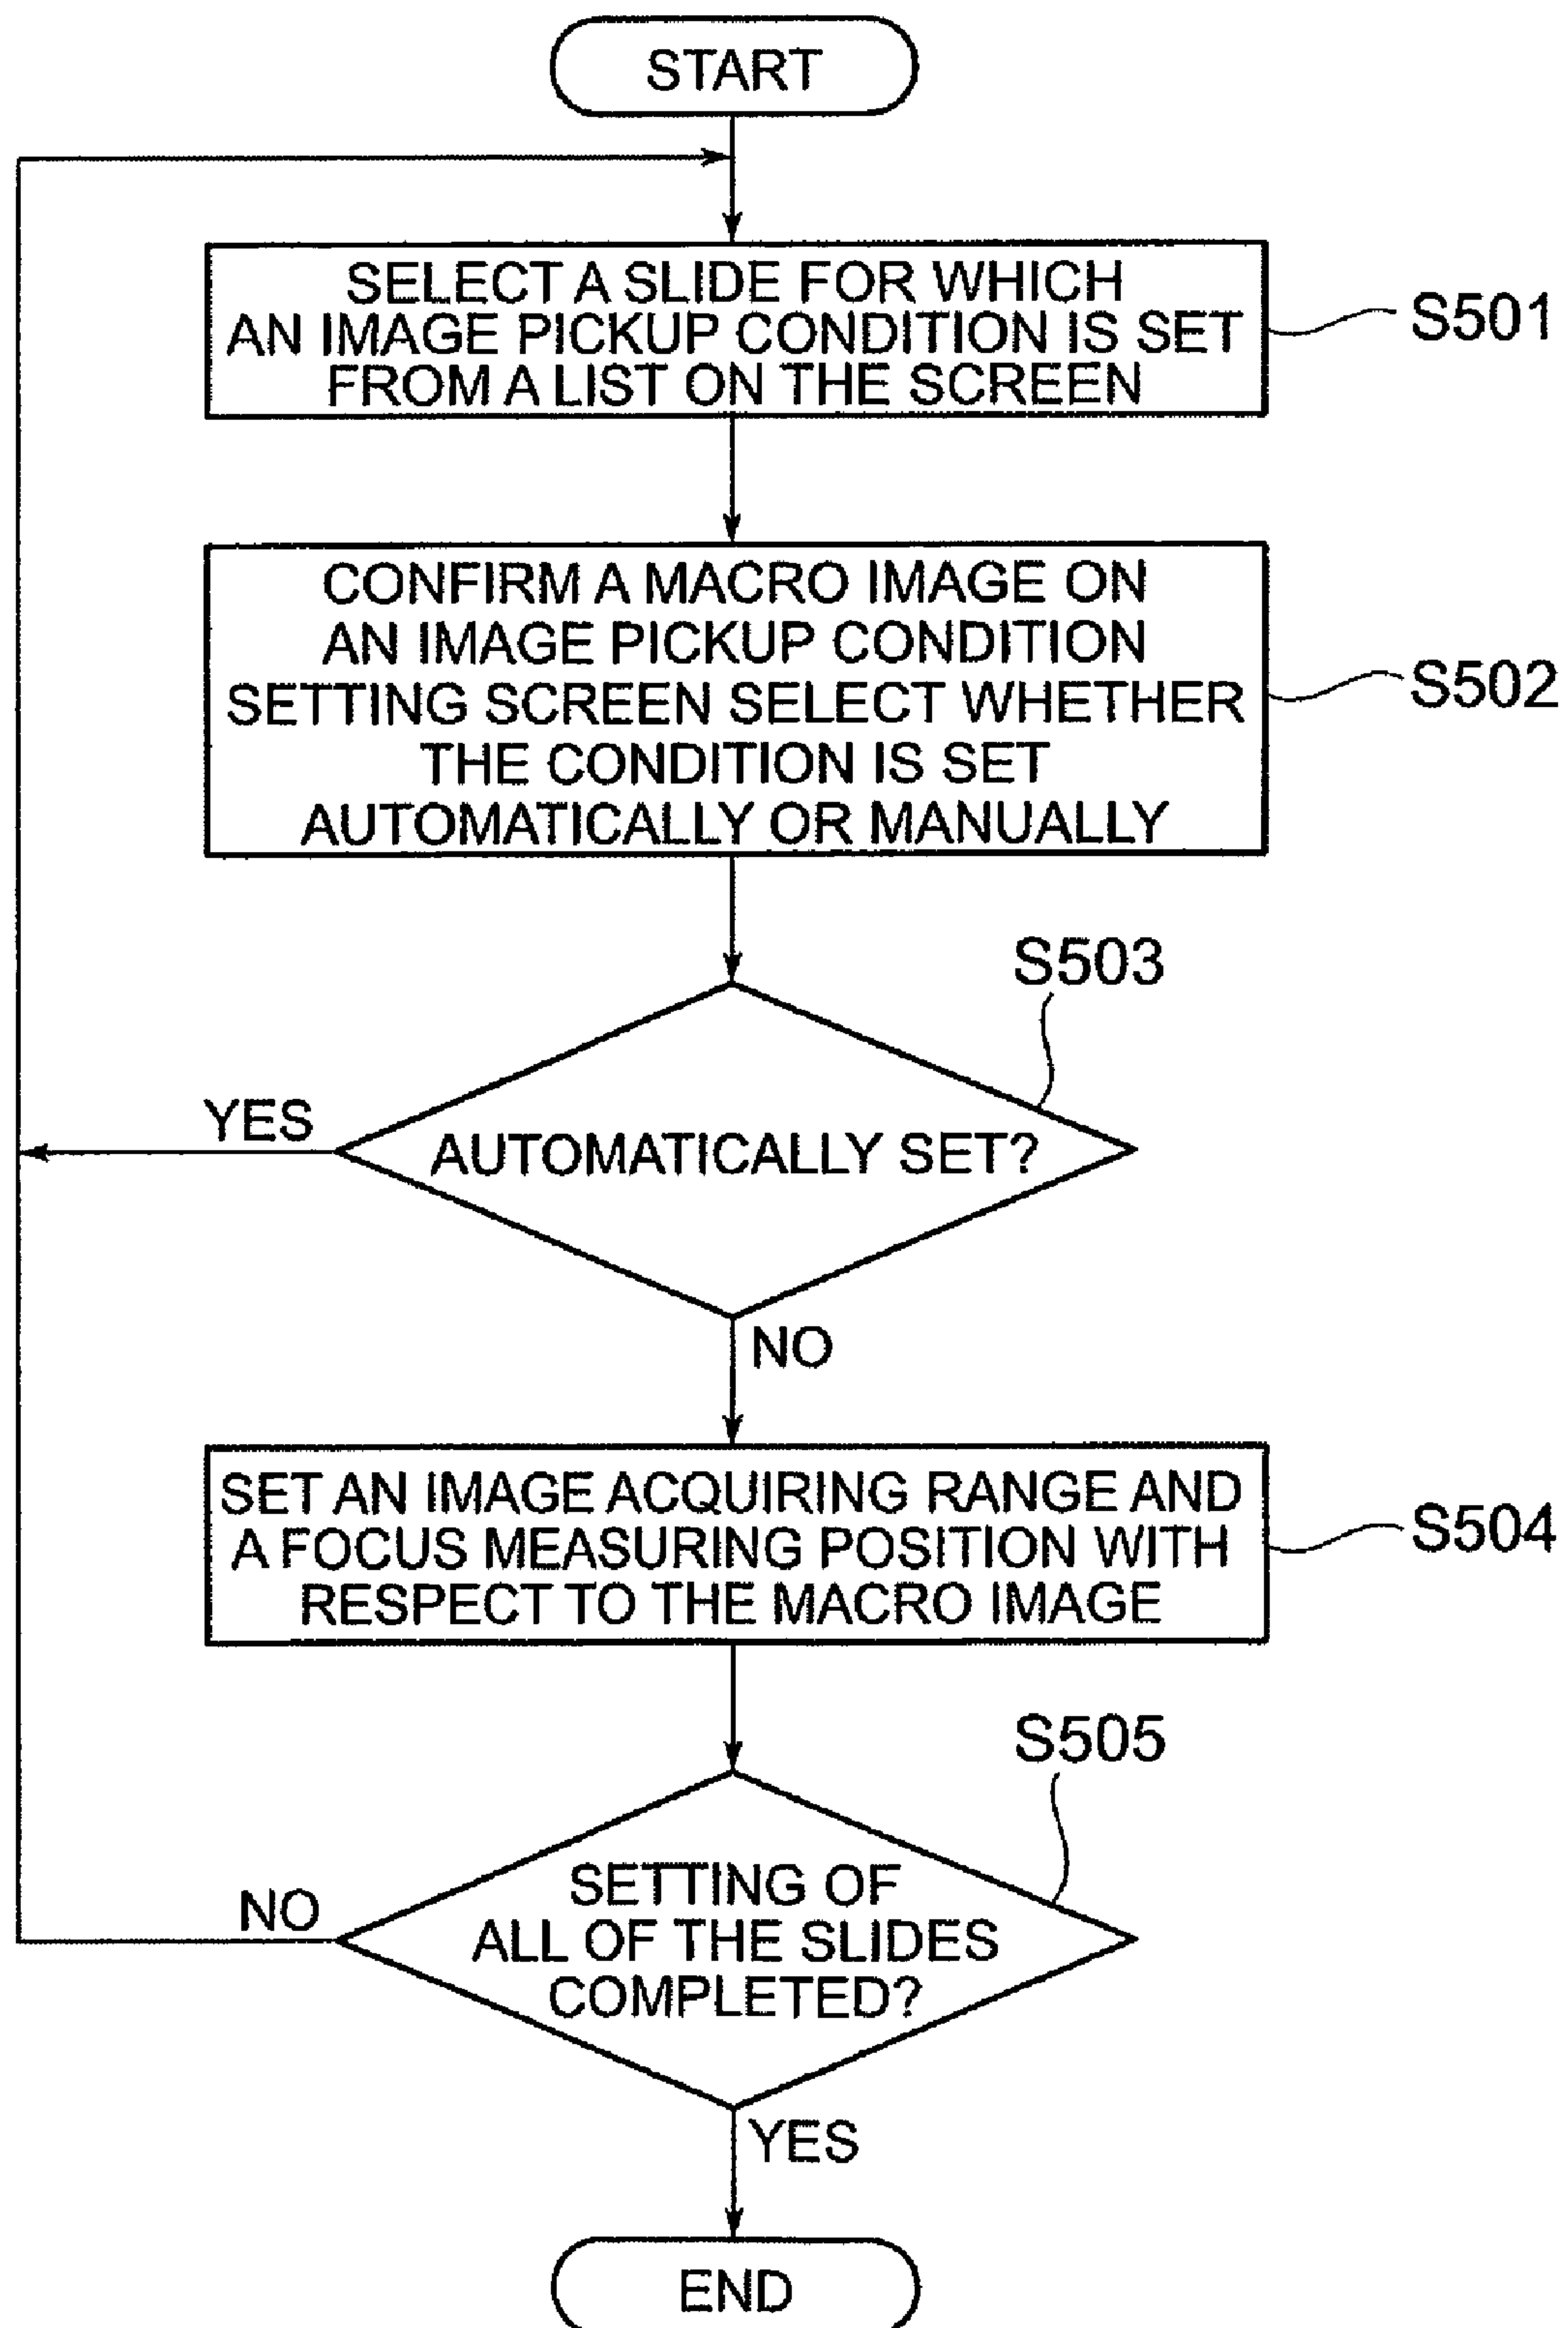 START
SELECT A SLIDE FOR WHICH
AN IMAGE PICKUP CONDITION IS SET
FROM A LIST ON THE SCREEN
S501
CONFIRM A MACRO IMAGE ON
AN IMAGE PICKUP CONDITION
SETTING SCREEN SELECT WHETHER
THE CONDITION IS SET
AUTOMATICALLY OR MANUALLY
S502
S503
YES
AUTOMATICALLY SET?
NO
SET AN IMAGE ACQUIRING RANGE AND
A FOCUS MEASURING POSITION WITH
RESPECT TO THE MACRO IMAGE
S504
S505
NO
SETTING OF
ALL OF THE SLIDES
COMPLETED?
YES
END